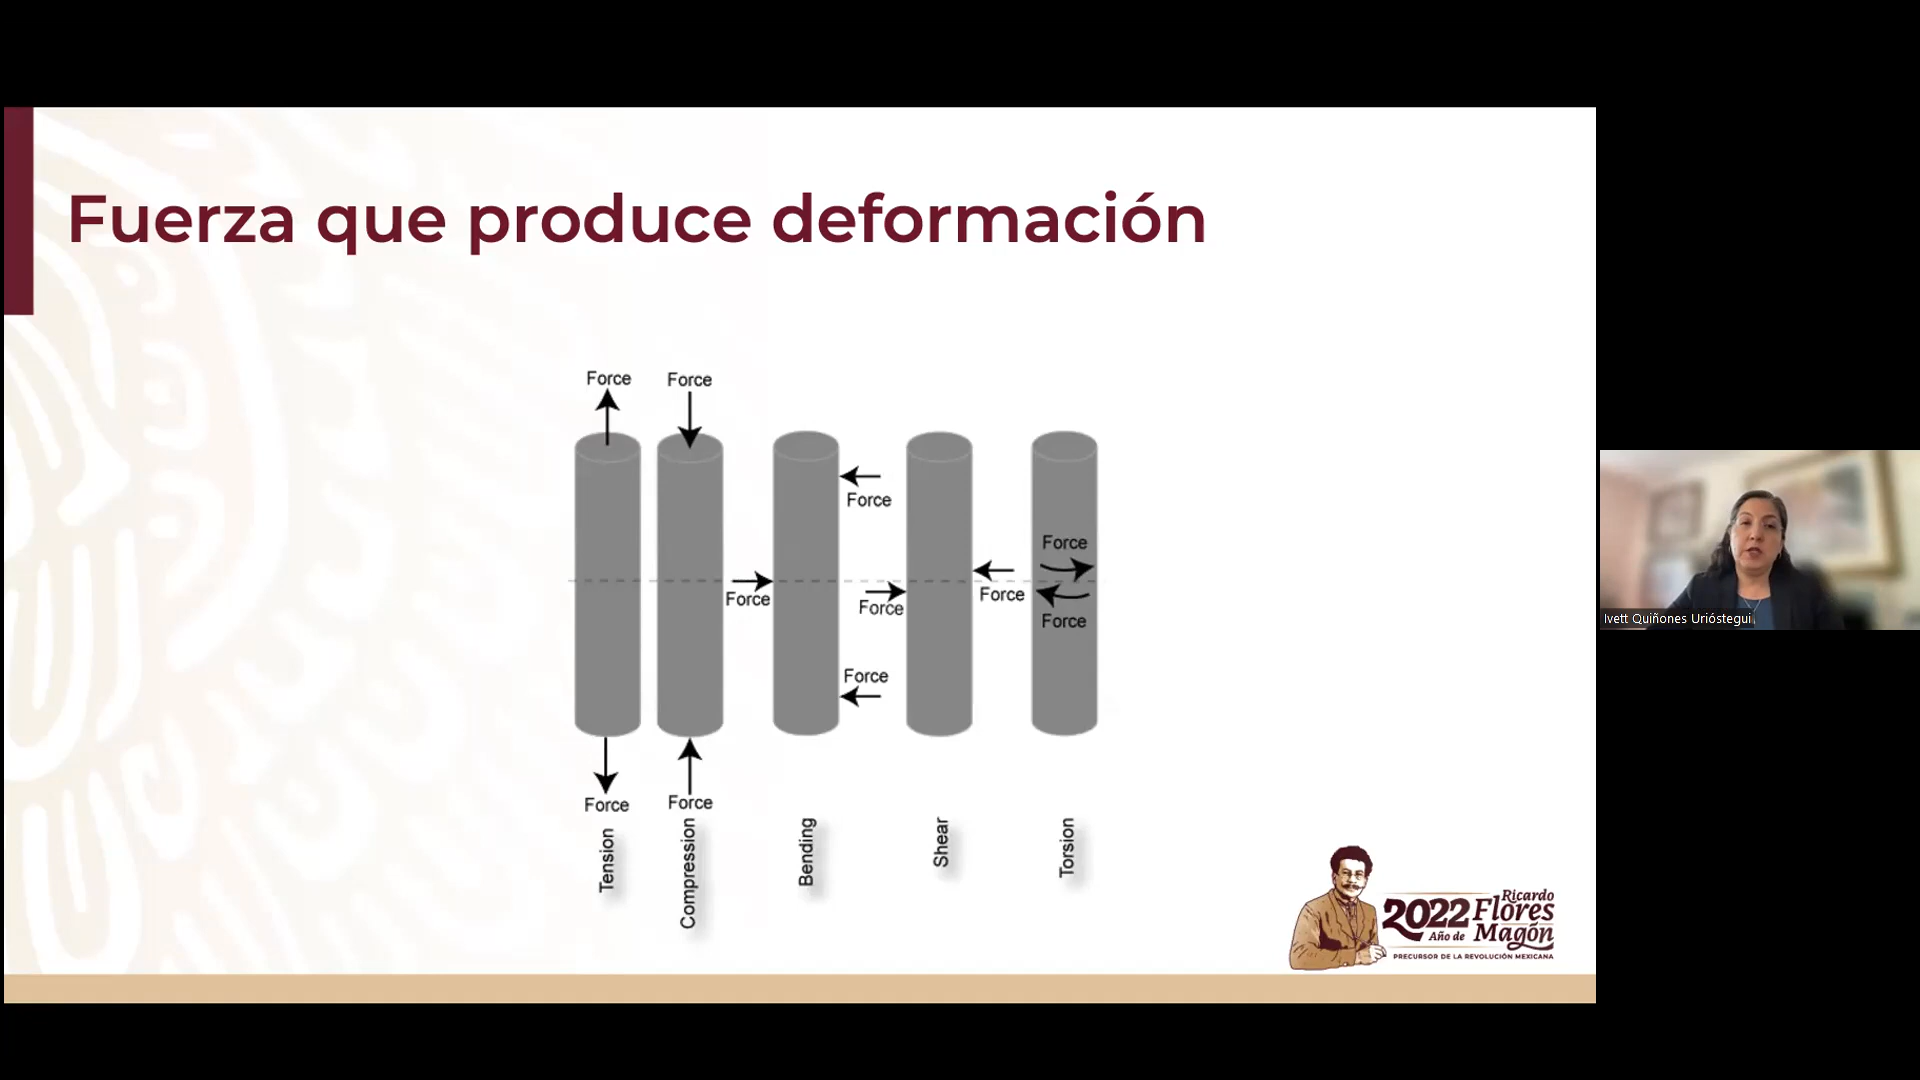 Fuerza que produce deformación
Force
Force
Force
Force
Force
Force
Force
Force
Force
Force
Force
Tension
Compression
Bending
Shear
Torsion
2022
Ricardo
Flores
Año de Magón
PRECURSOR DE LA REVOLUCIÓN MEXICANA
Ivett Quiñones Urióstegui